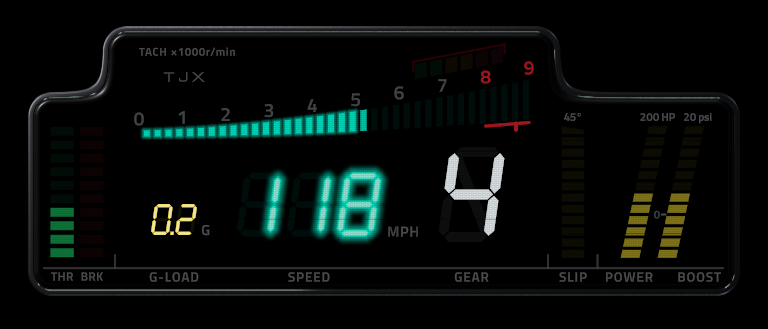 TACH ×1000r/min
TJX
0 1 2 3 4 5 6 7 8 9
45° 200 HP 20 psi
0.2 G 118 MPH 4 0
THR BRK G-LOAD SPEED GEAR SLIP POWER BOOST